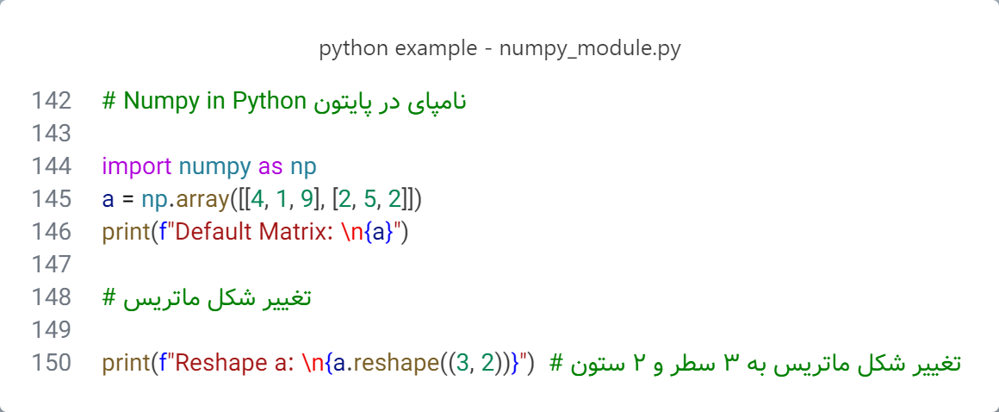 python example - numpy_module.py
142 # Numpy in Python نامپای در پایتون
143
144 import numpy as np
145 a = np.array([[4, 1, 9], [2, 5, 2]])
146 print(f"Default Matrix: \n{a}")
147
148 # تغییر شکل ماتریس
149
150 print(f"Reshape a: \n{a.reshape((3, 2))}") # تغییر شکل ماتریس به ۳ سطر و ۲ ستون